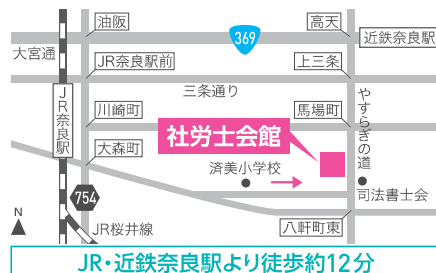 油阪
高天
369
近鉄奈良駅
大宮通
JR奈良駅前
上三条
三条通り
JR奈良駅
川崎町
馬場町
やすらぎの道
社労士会館
大森町
済美小学校
754
司法書士会
N
JR桜井線
八軒町東
JR・近鉄奈良駅より徒歩約12分